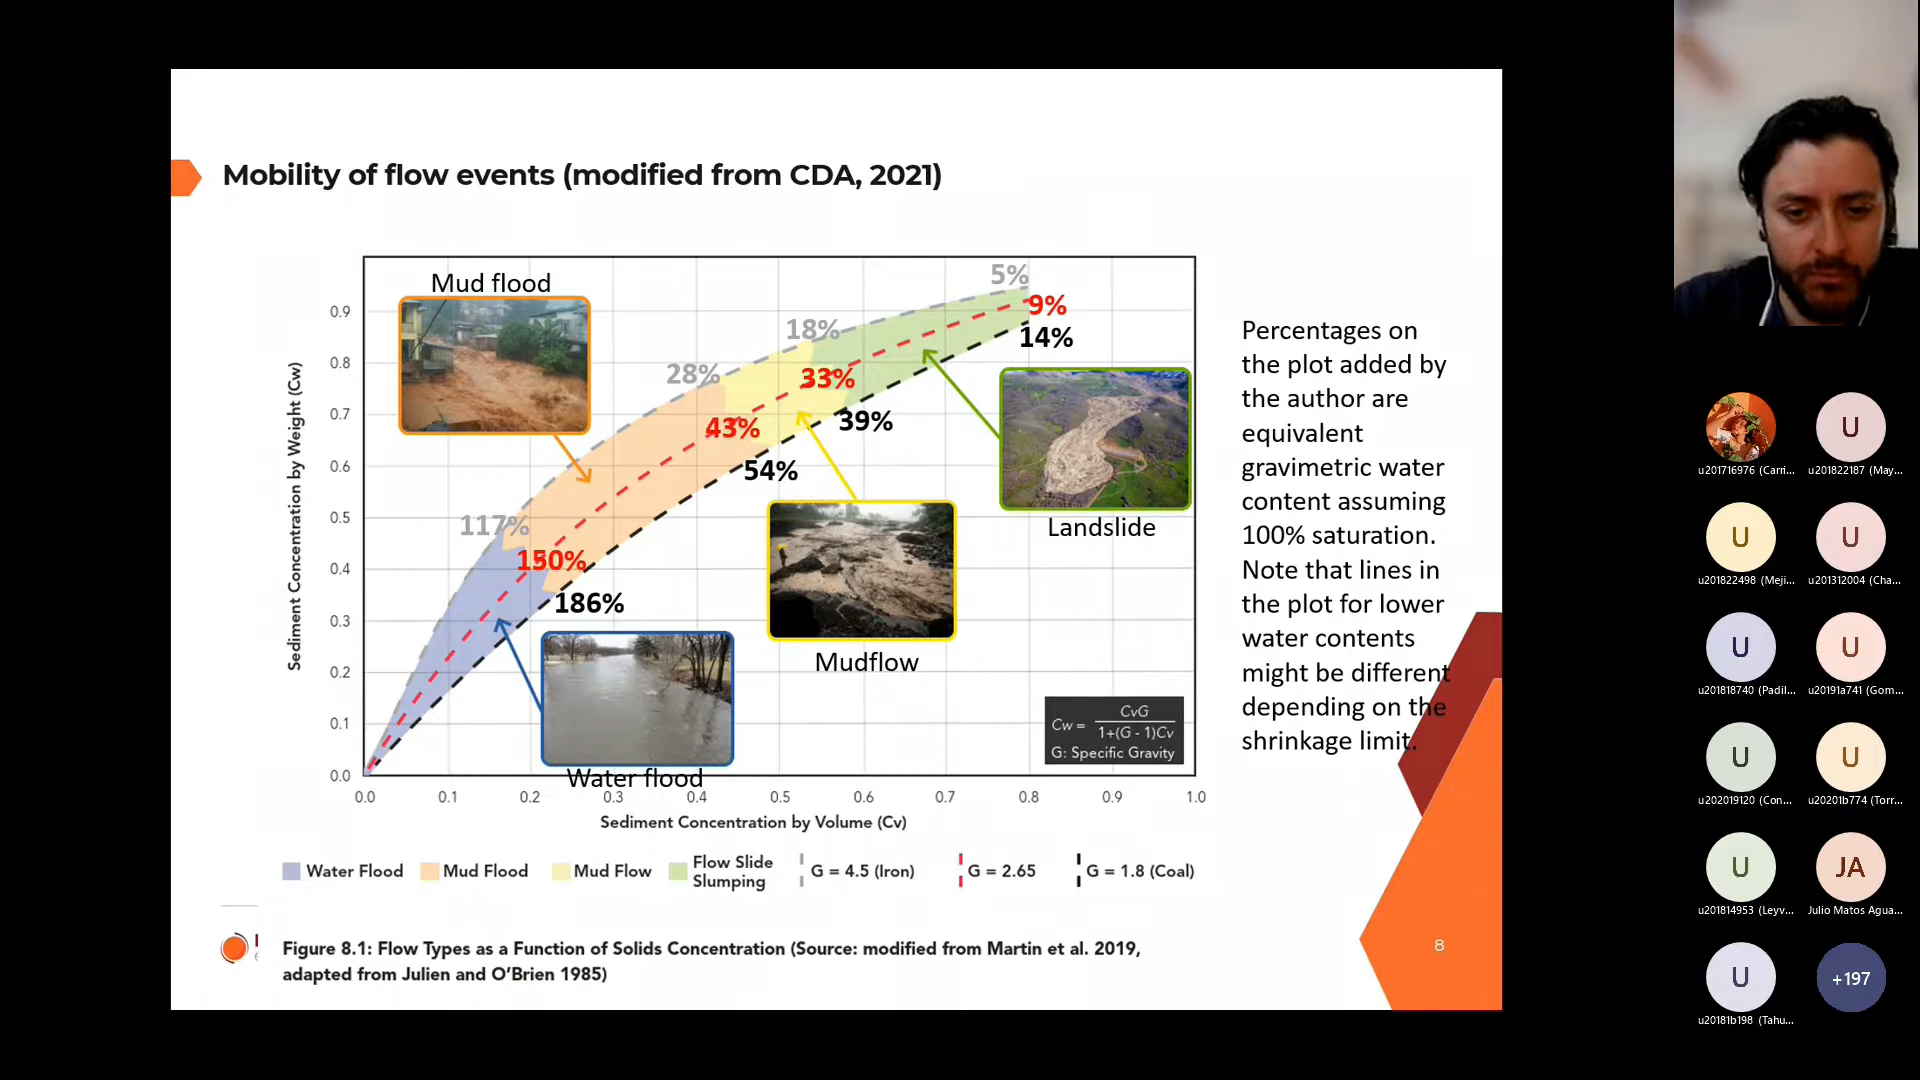 Mobility of flow events (modified from CDA, 2021)
Mud flood
5%
9%
14%
18%
28%
33%
39%
43%
54%
117%
150%
186%
Landslide
Mudflow
Water flood
Sediment Concentration by Weight (Cw)
0.9
0.8
0.7
0.6
0.5
0.4
0.3
0.2
0.1
0.0
0.0 0.1 0.2 0.3 0.4 0.5 0.6 0.7 0.8 0.9 1.0
Sediment Concentration by Volume (Cv)
Cw = CvG
1+(G - 1)Cv
G: Specific Gravity
Water Flood
Mud Flood
Mud Flow
Flow Slide
Slumping
G = 4.5 (Iron)
G = 2.65
G = 1.8 (Coal)
Percentages on
the plot added by
the author are
equivalent
gravimetric water
content assuming
100% saturation.
Note that lines in
the plot for lower
water contents
might be different
depending on the
shrinkage limit.
Figure 8.1: Flow Types as a Function of Solids Concentration (Source: modified from Martin et al. 2019,
adapted from Julien and O’Brien 1985)
8
u201716976 (Carri...
U
u201822187 (May...
U
u201822498 (Meji...
U
u201312004 (Cha...
U
u201818740 (Padil...
U
u20191a741 (Gom...
U
u202019120 (Con...
U
u20201b774 (Torr...
U
u201814953 (Leyv...
JA
Julio Matos Agua...
U
u20181b198 (Tahu...
+197